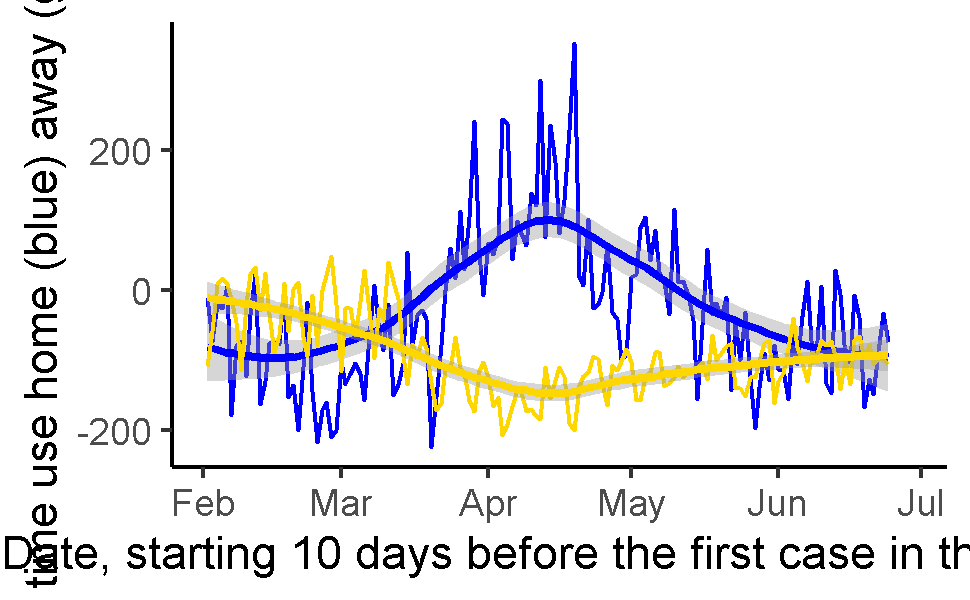 time use home (blue) away (
200
0
-200
Feb Mar Apr May Jun Jul
Date, starting 10 days before the first case in th